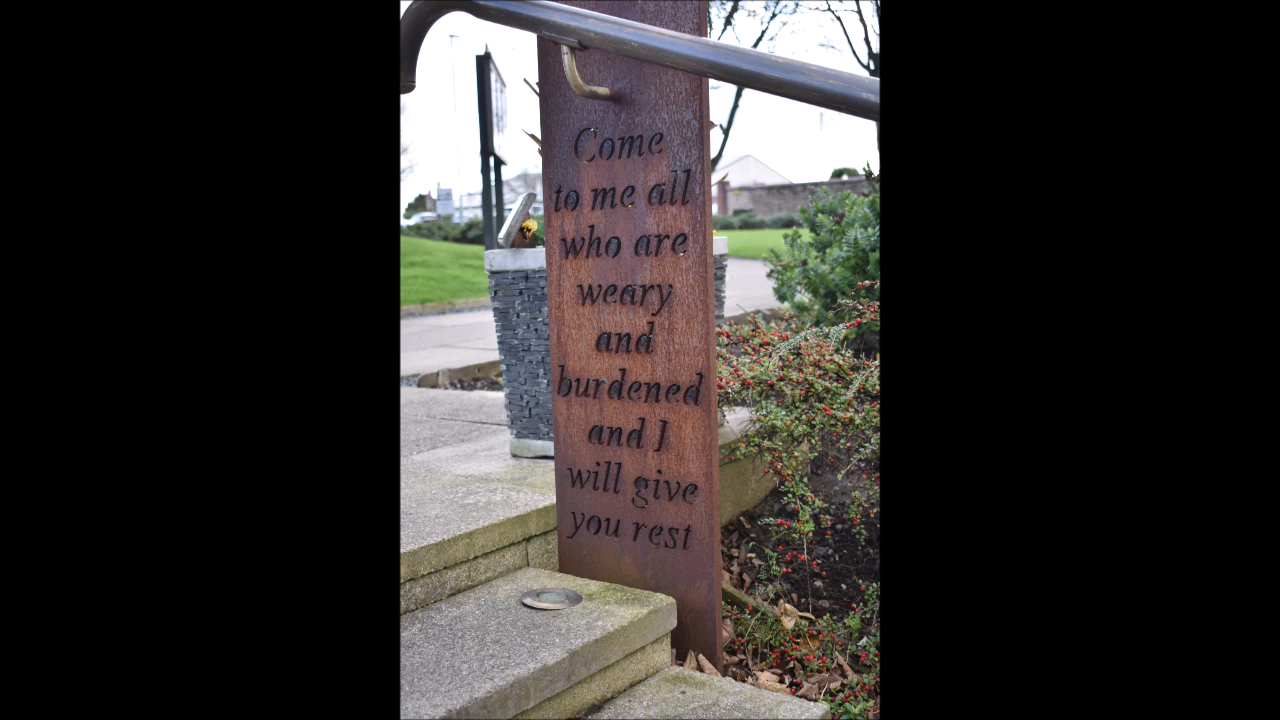 Come
to me all
who are
weary
and
burdened
and I
will give
you rest